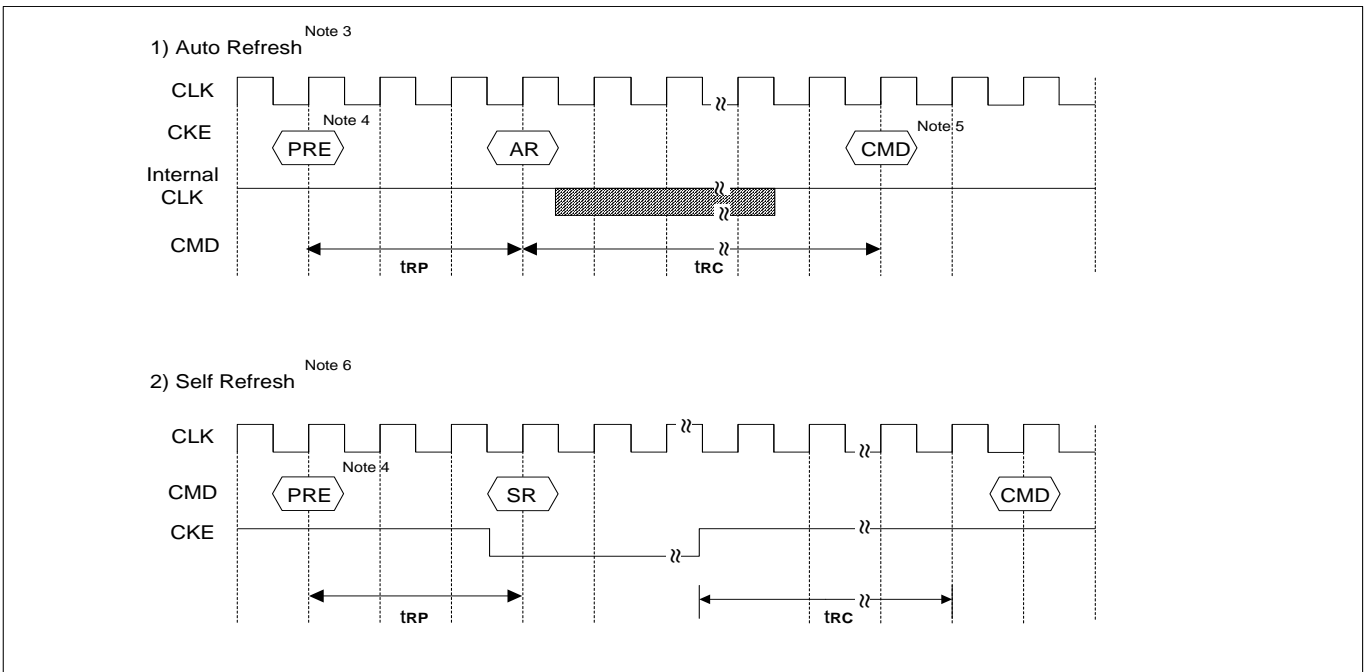 1) Auto Refresh Note 3
CLK
CKE
Note 4
Note 5
PRE
AR
CMD
Internal
CLK
CMD
tRP
tRC
2) Self Refresh Note 6
CLK
Note 4
CMD
PRE
SR
CMD
CKE
tRP
tRC